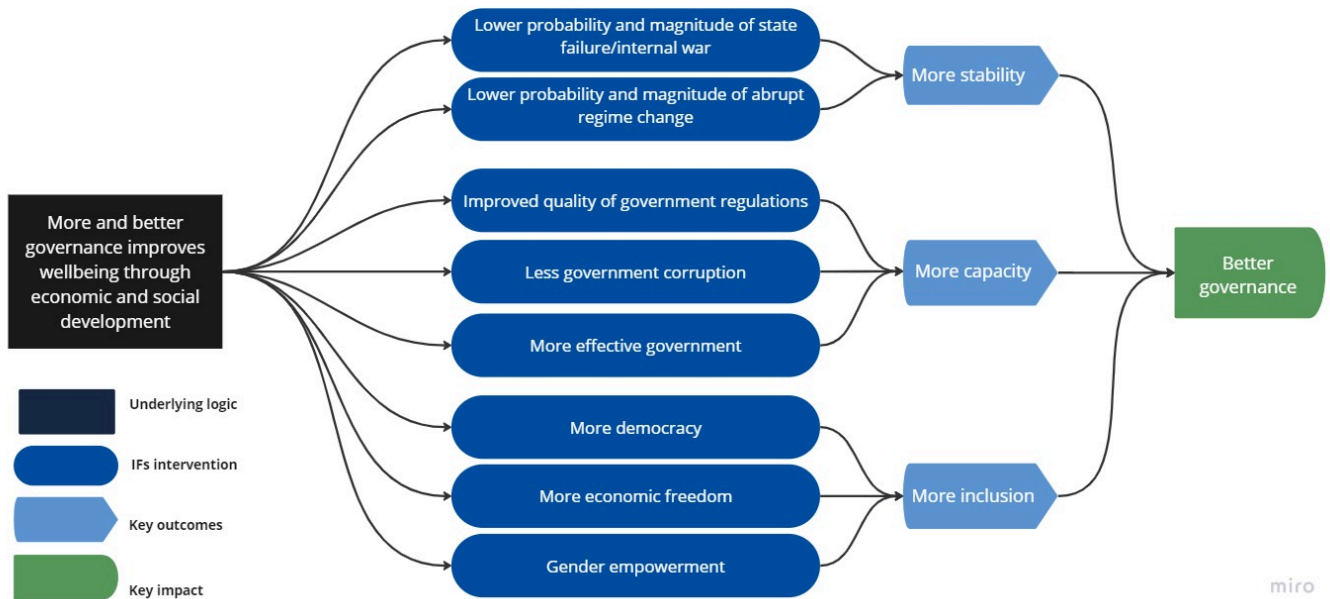 Lower probability and magnitude of state
failure/internal war
Lower probability and magnitude of abrupt
regime change
Improved quality of government regulations
Less government corruption
More effective government
More democracy
More economic freedom
Gender empowerment
More stability
More capacity
More inclusion
Better
governance
More and better
governance improves
wellbeing through
economic and social
development
Underlying logic
IFs intervention
Key outcomes
Key impact
miro